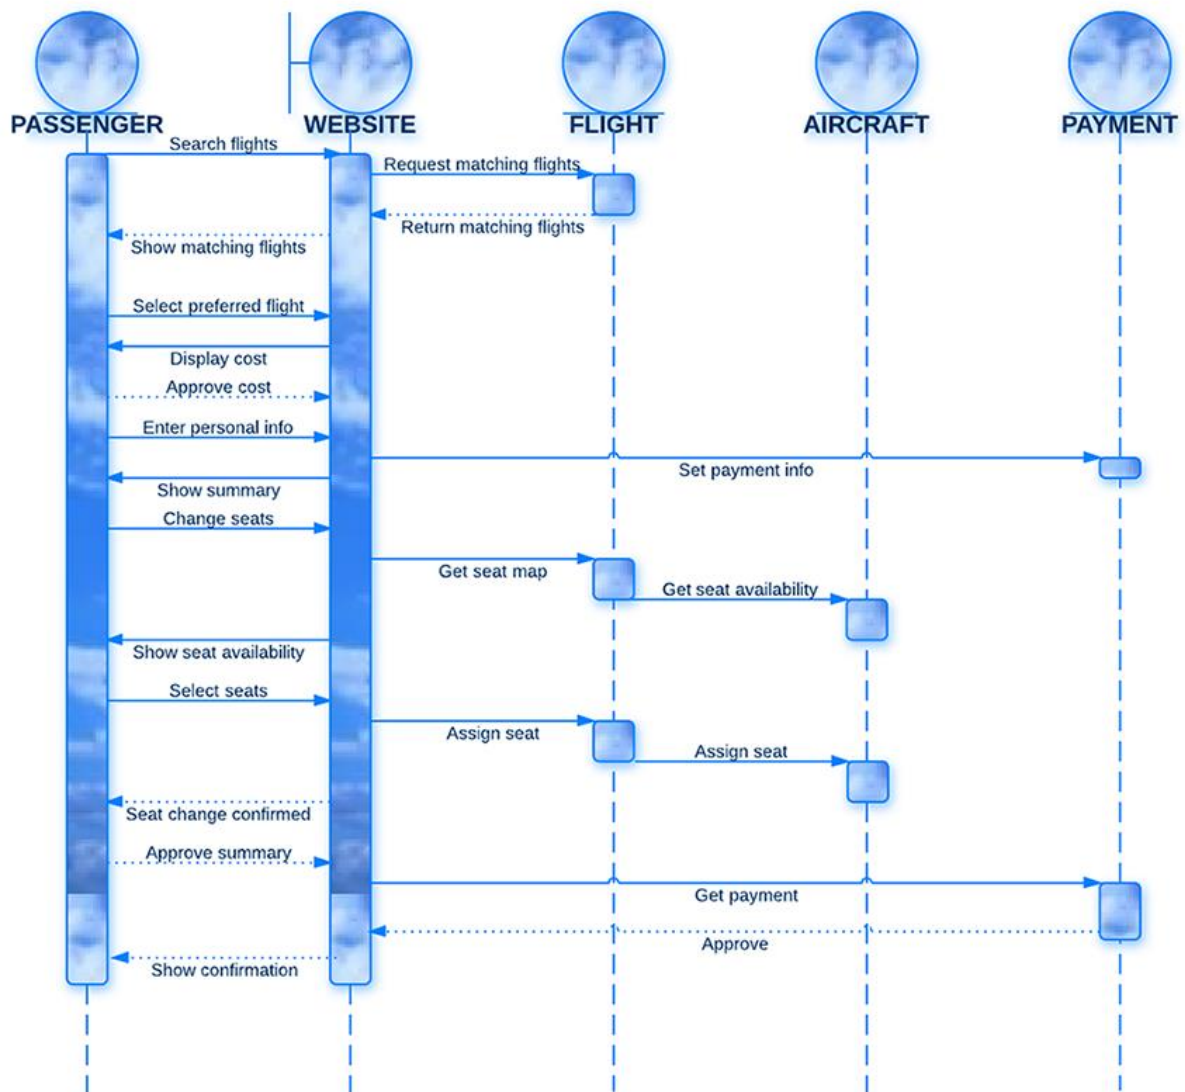 PASSENGER
WEBSITE
FLIGHT
AIRCRAFT
PAYMENT
Search flights
Request matching flights
Return matching flights
Show matching flights
Select preferred flight
Display cost
Approve cost
Enter personal info
Set payment info
Show summary
Change seats
Get seat map
Get seat availability
Show seat availability
Select seats
Assign seat
Assign seat
Seat change confirmed
Approve summary
Get payment
Approve
Show confirmation